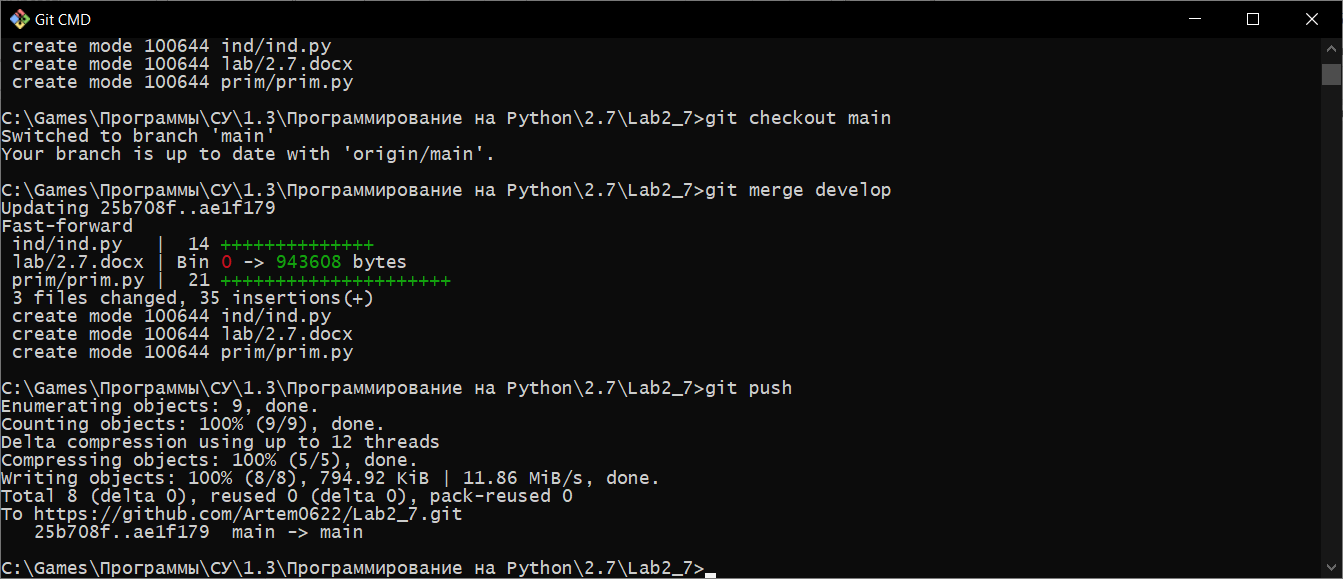 Git CMD
create mode 100644 ind/ind.py
create mode 100644 lab/2.7.docx
create mode 100644 prim/prim.py
C:\Games\Программы\СУ\1.3\Программирование на Python\2.7\Lab2_7>git checkout main
Switched to branch 'main'
Your branch is up to date with 'origin/main'.
C:\Games\Программы\СУ\1.3\Программирование на Python\2.7\Lab2_7>git merge develop
Updating 25b708f..ae1f179
Fast-forward
ind/ind.py   |  14 ++++++++++++++
lab/2.7.docx | Bin 0 -> 943608 bytes
prim/prim.py |  21 +++++++++++++++++++++
3 files changed, 35 insertions(+)
create mode 100644 ind/ind.py
create mode 100644 lab/2.7.docx
create mode 100644 prim/prim.py
C:\Games\Программы\СУ\1.3\Программирование на Python\2.7\Lab2_7>git push
Enumerating objects: 9, done.
Counting objects: 100% (9/9), done.
Delta compression using up to 12 threads
Compressing objects: 100% (5/5), done.
Writing objects: 100% (8/8), 794.92 KiB | 11.86 MiB/s, done.
Total 8 (delta 0), reused 0 (delta 0), pack-reused 0
To https://github.com/Artem0622/Lab2_7.git
   25b708f..ae1f179  main -> main
C:\Games\Программы\СУ\1.3\Программирование на Python\2.7\Lab2_7>